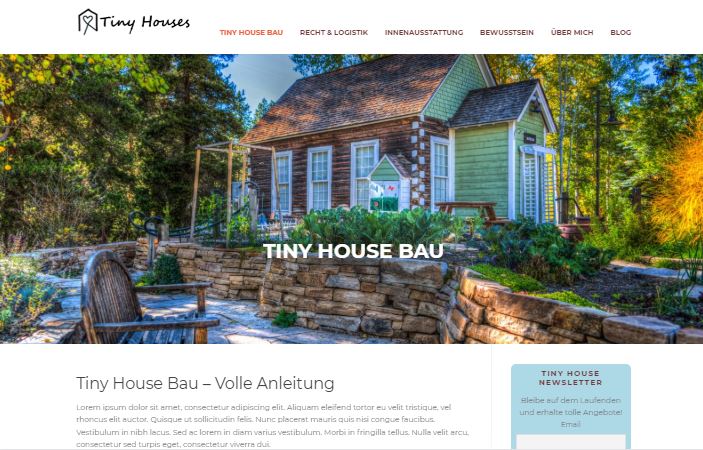 Tiny Houses
TINY HOUSE BAU RECHT & LOGISTIK INNENAUSSTATTUNG BEWUSSTSEIN ÜBER MICH BLOG
TINY HOUSE BAU
Tiny House Bau – Volle Anleitung
Lorem ipsum dolor sit amet, consectetur adipiscing elit. Aliquam eleifend tortor eu velit tristique, vel
rhoncus elit auctor. Quisque ut sollicitudin felis. Nunc placerat mauris quis nisi congue faucibus.
Vestibulum in nibh lacus. Sed ac lorem in diam varius vestibulum. Morbi in fringilla tellus. Nulla velit arcu,
consectetur sed turpis eget, consectetur viverra dui.
TINY HOUSE
NEWSLETTER
Bleibe auf dem Laufenden
und erhalte tolle Angebote!
Email